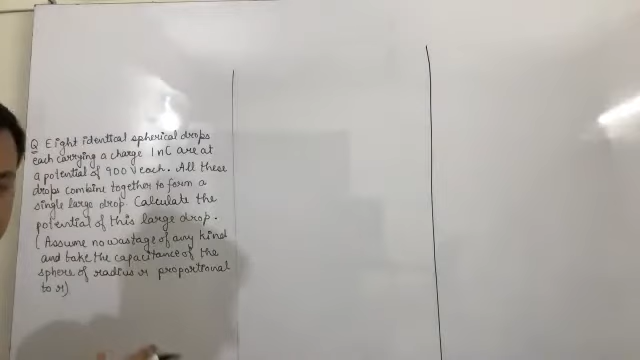 Q Eight identical spherical drops
each carrying a charge 1 nC are at
a potential of 900 V each. All these
drops combine together to form a
single large drop. Calculate the
potential of this large drop.
(Assume no wastage of any kind
and take the capacitance of the
sphere of radius r proportional
to r)